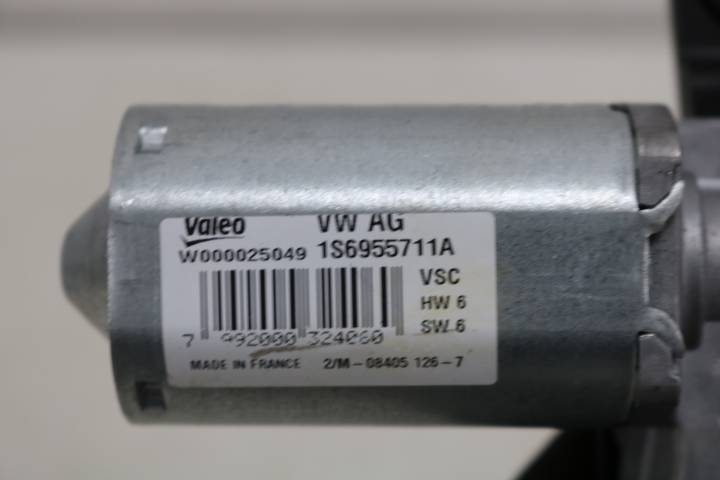 Valeo VW AG
W000025049 1S6955711A
VSC
HW 6
7 992000 324060 SW 6
MADE IN FRANCE 2/M-08405 126-7